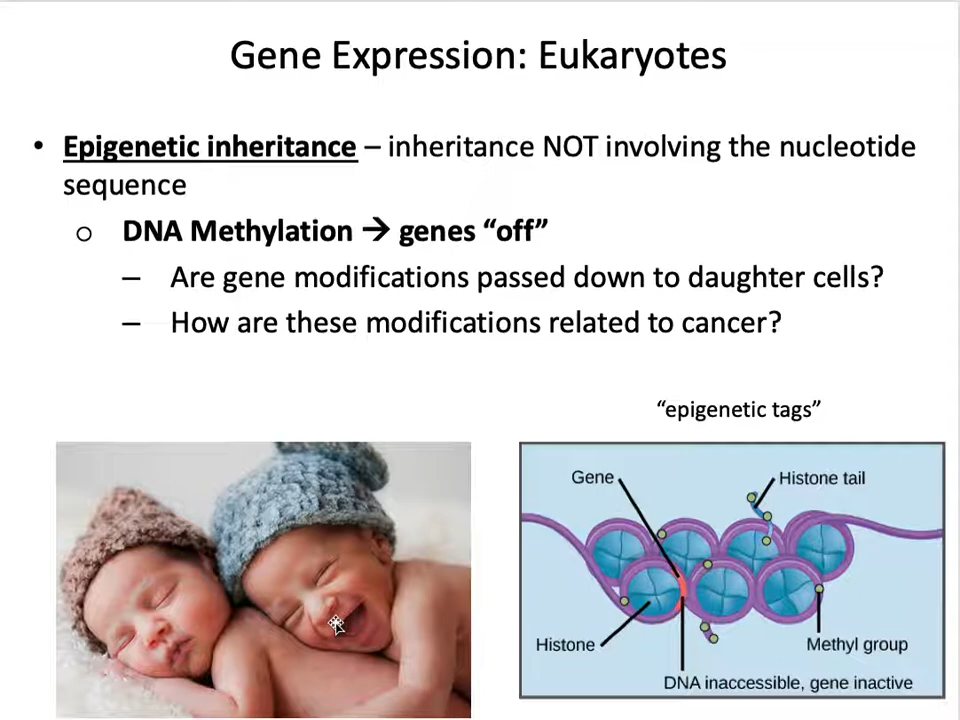 Gene Expression: Eukaryotes
• Epigenetic inheritance – inheritance NOT involving the nucleotide
sequence
o DNA Methylation → genes “off”
– Are gene modifications passed down to daughter cells?
– How are these modifications related to cancer?
“epigenetic tags”
Gene
Histone tail
Histone
Methyl group
DNA inaccessible, gene inactive